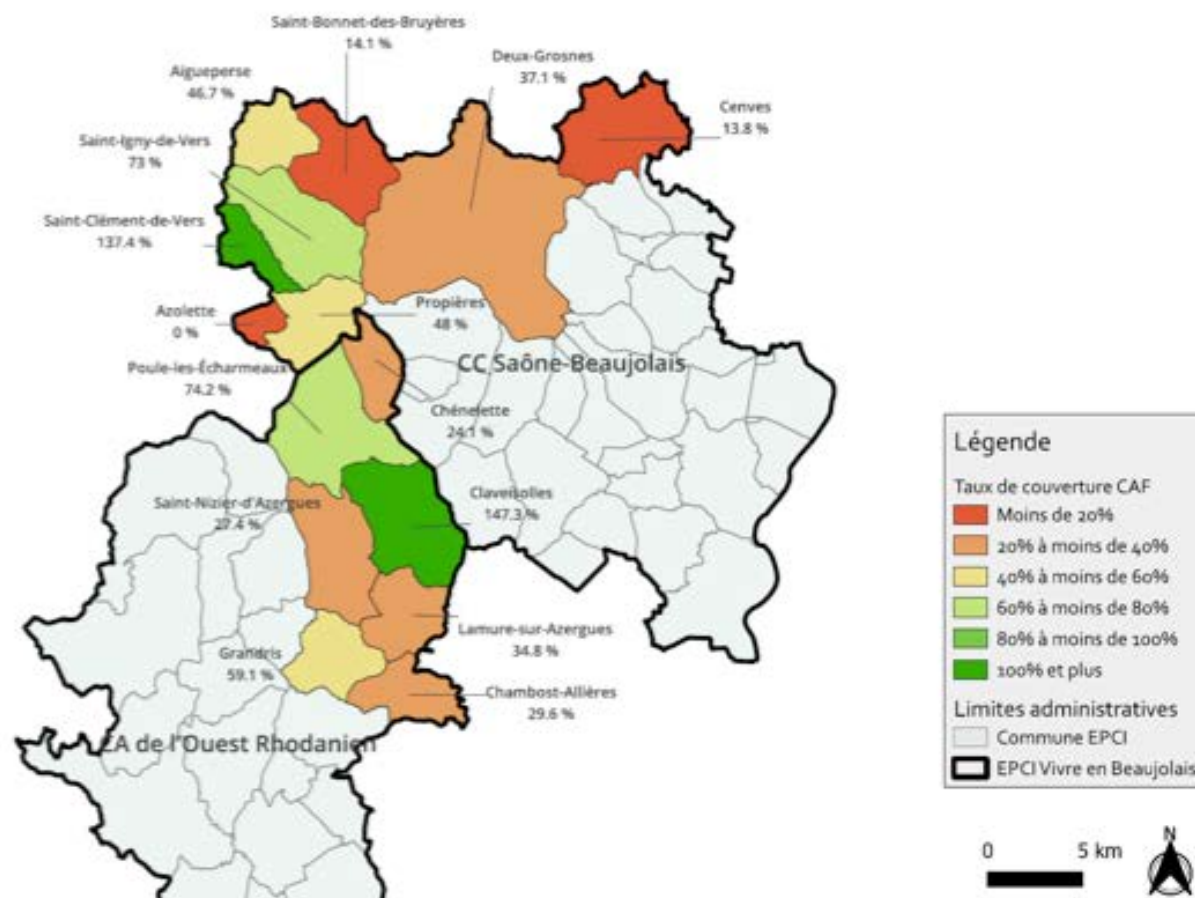 Saint-Bonnet-des-Bruyères
14.1 %
Deux-Grosnes
37.1 %
Aigueperse
46.7 %
Cenves
13.8 %
Saint-Igny-de-Vers
73 %
Saint-Clément-de-Vers
137.4 %
Azolette
0 %
Propières
48 %
Poule-les-Écharmeaux
74.2 %
CC Saône-Beaujolais
Chénelette
24.1 %
Saint-Nizier-d'Azergues
27.4 %
Claveisolles
147.3 %
Lamure-sur-Azergues
34.8 %
Grandris
59.1 %
Chambost-Allières
29.6 %
CA de l'Ouest Rhodanien
Légende
Taux de couverture CAF
Moins de 20%
20% à moins de 40%
40% à moins de 60%
60% à moins de 80%
80% à moins de 100%
100% et plus
Limites administratives
Commune EPCI
EPCI Vivre en Beaujolais
0 5 km
N